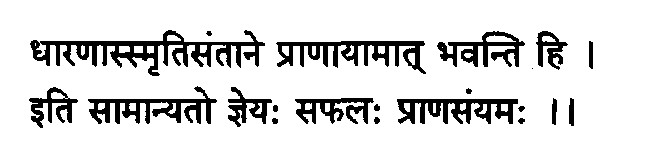 धारणास्स्मृतिसंताने प्राणायामात् भवन्ति हि ।
इति सामान्यतो ज्ञेयः सफलः प्राणसंयमः ।।